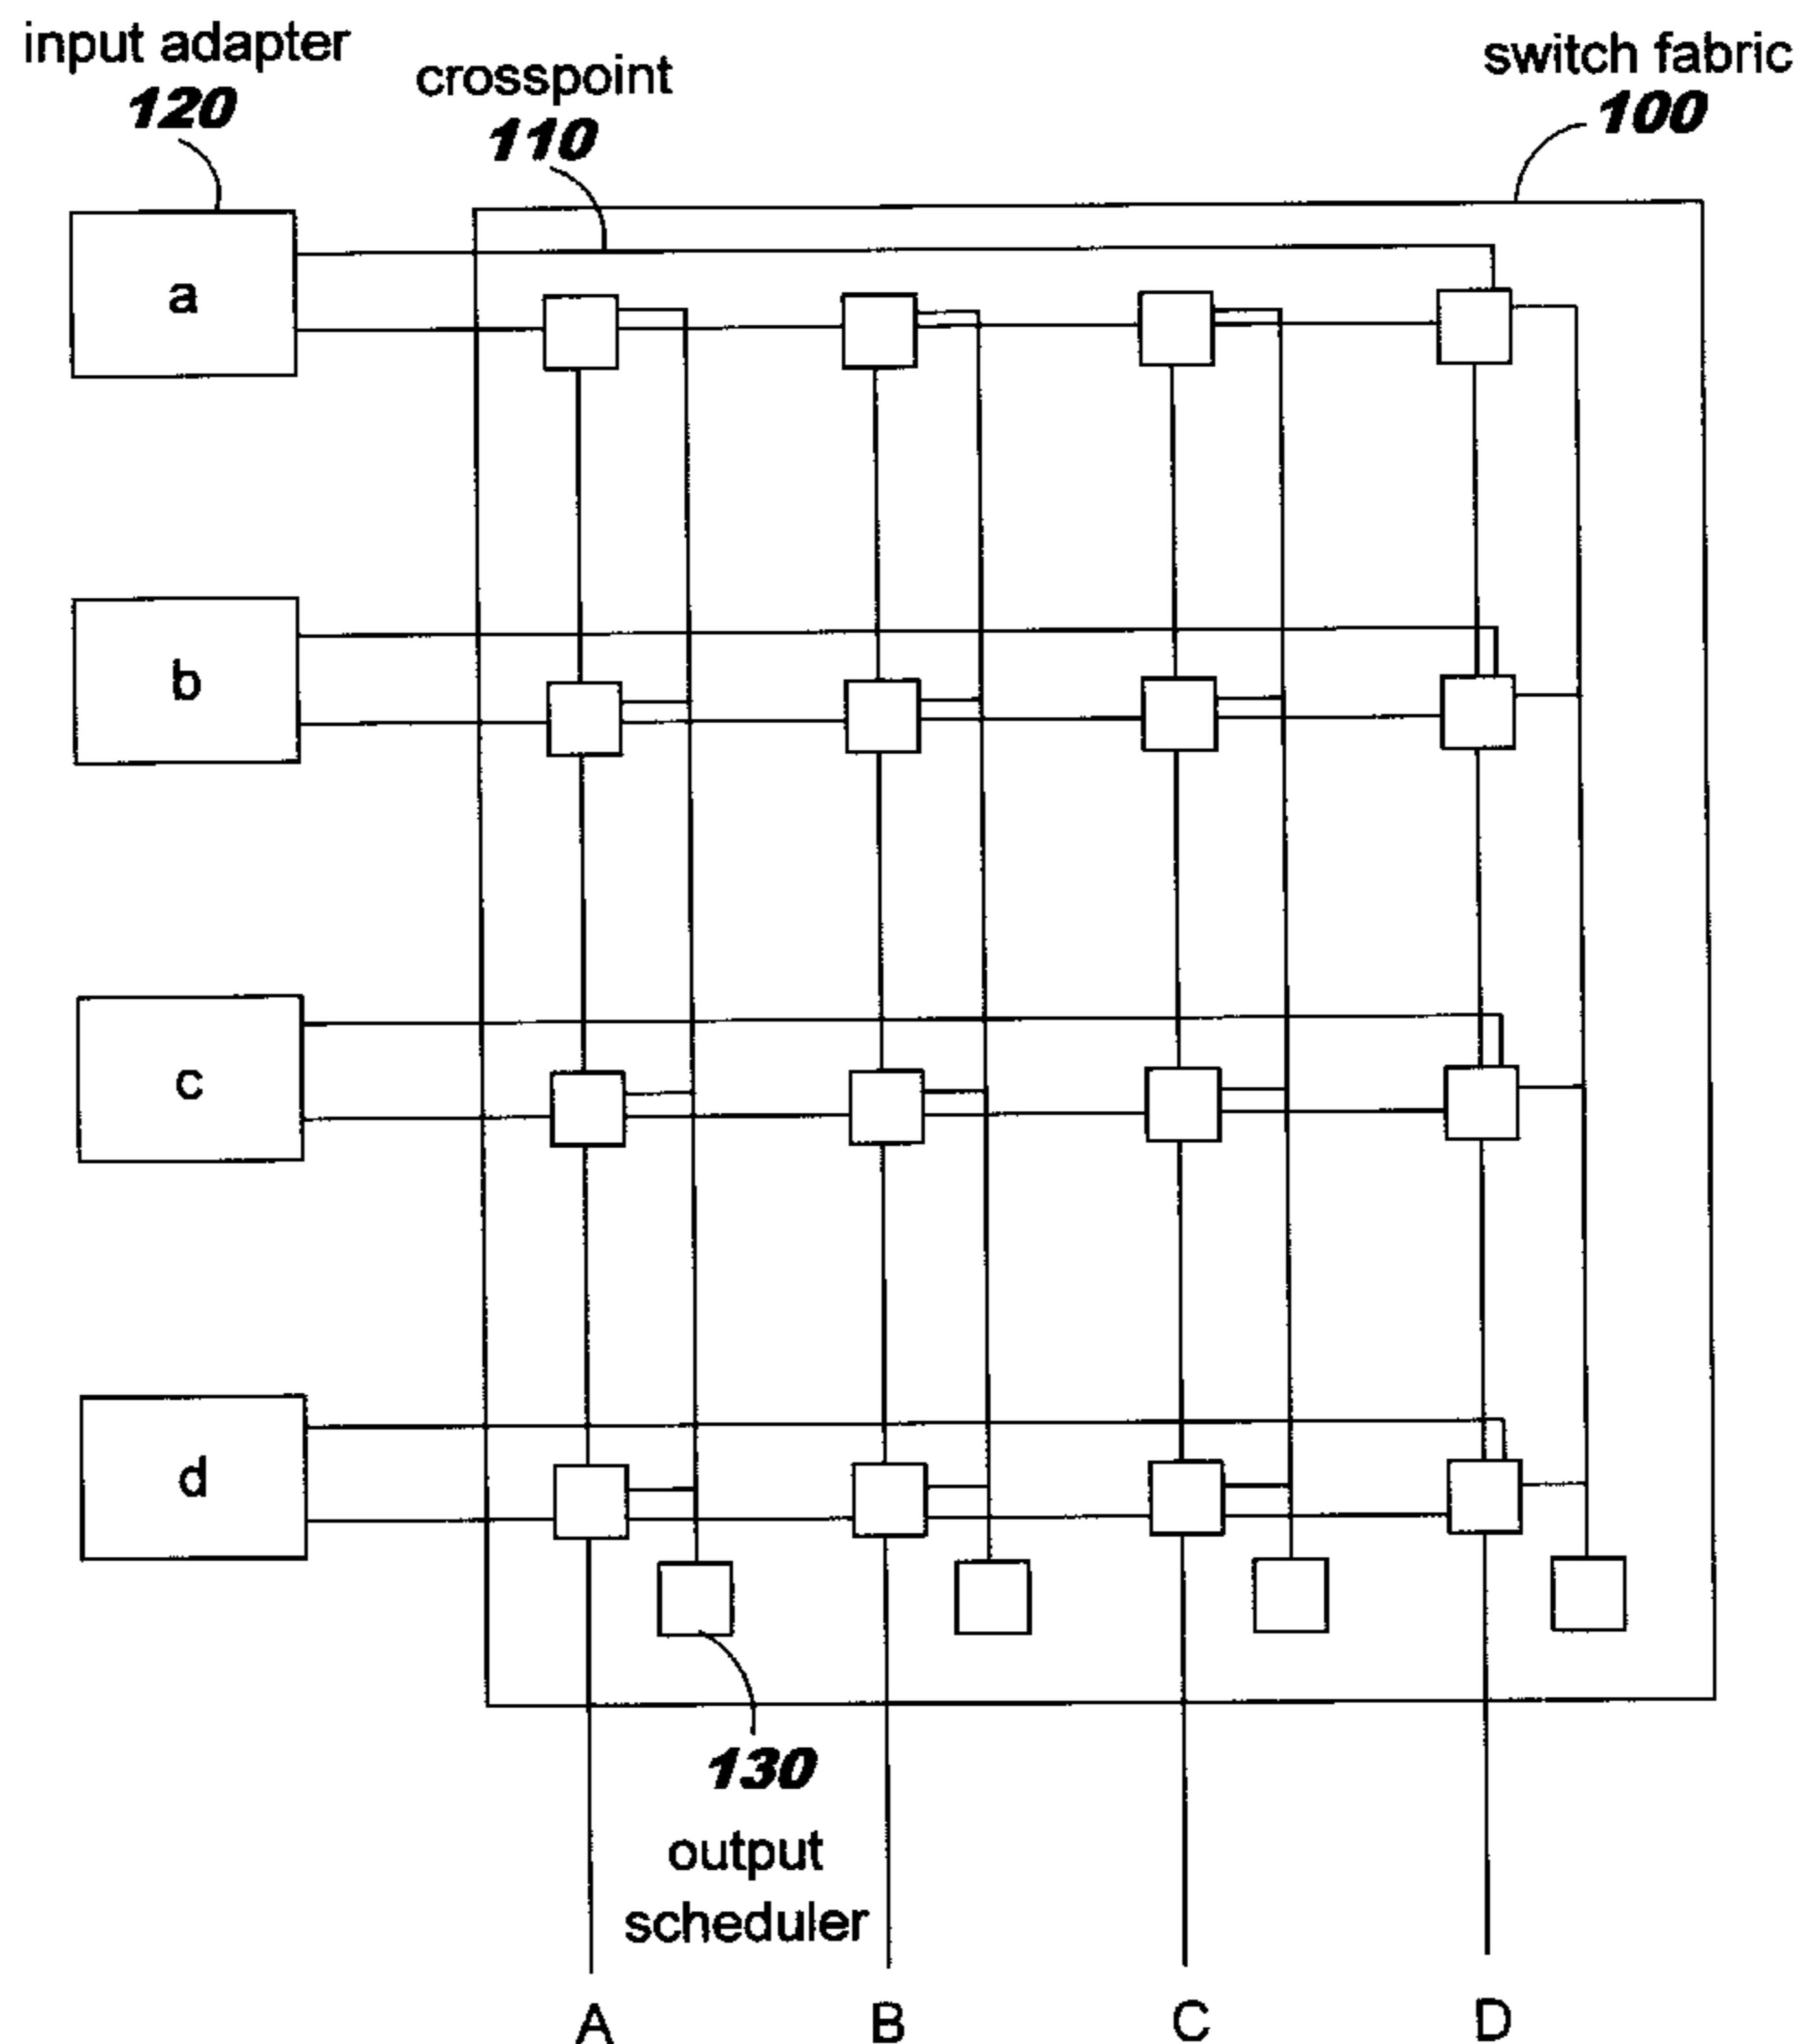 input adapter
120
crosspoint
110
switch fabric
100
a
b
c
d
130
output
scheduler
A
B
C
D